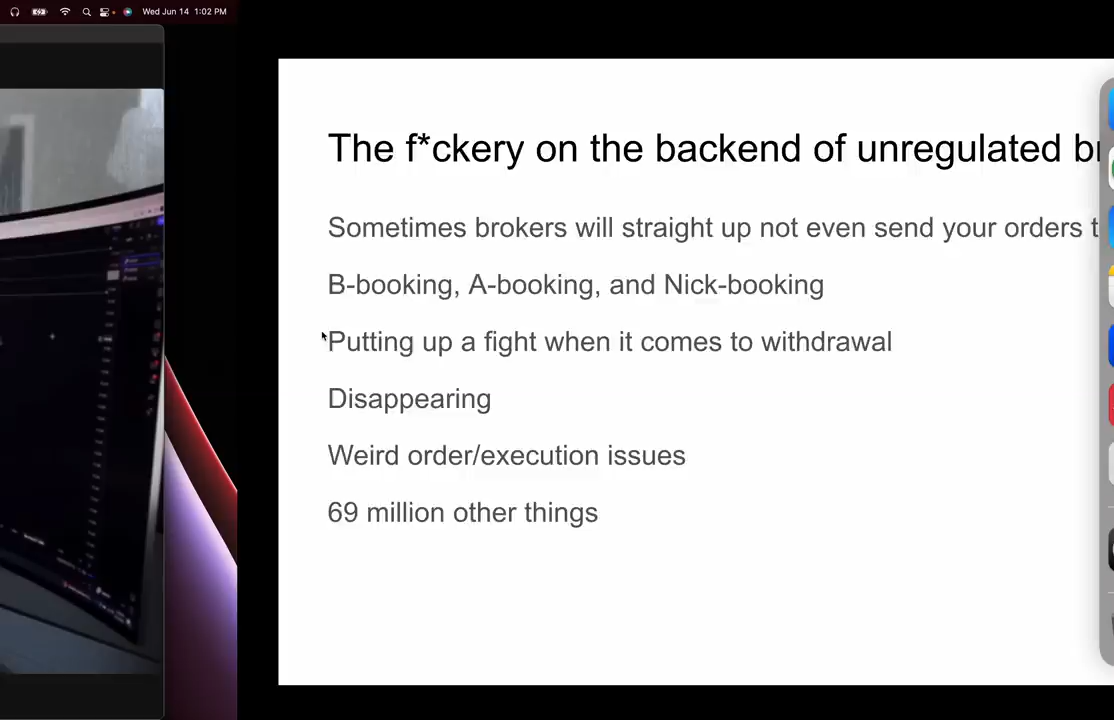 Wed Jun 14 1:02 PM
The f*ckery on the backend of unregulated
Sometimes brokers will straight up not even send your orders
B-booking, A-booking, and Nick-booking
Putting up a fight when it comes to withdrawal
Disappearing
Weird order/execution issues
69 million other things